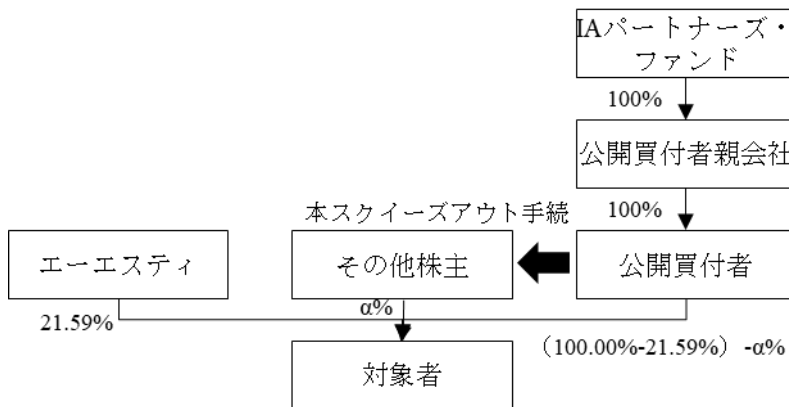 IAパートナーズ・
ファンド
100%
公開買付者親会社
本スクイーズアウト手続
100%
エーエスティ
その他株主
公開買付者
21.59%
α%
（100.00%-21.59%）-α%
対象者